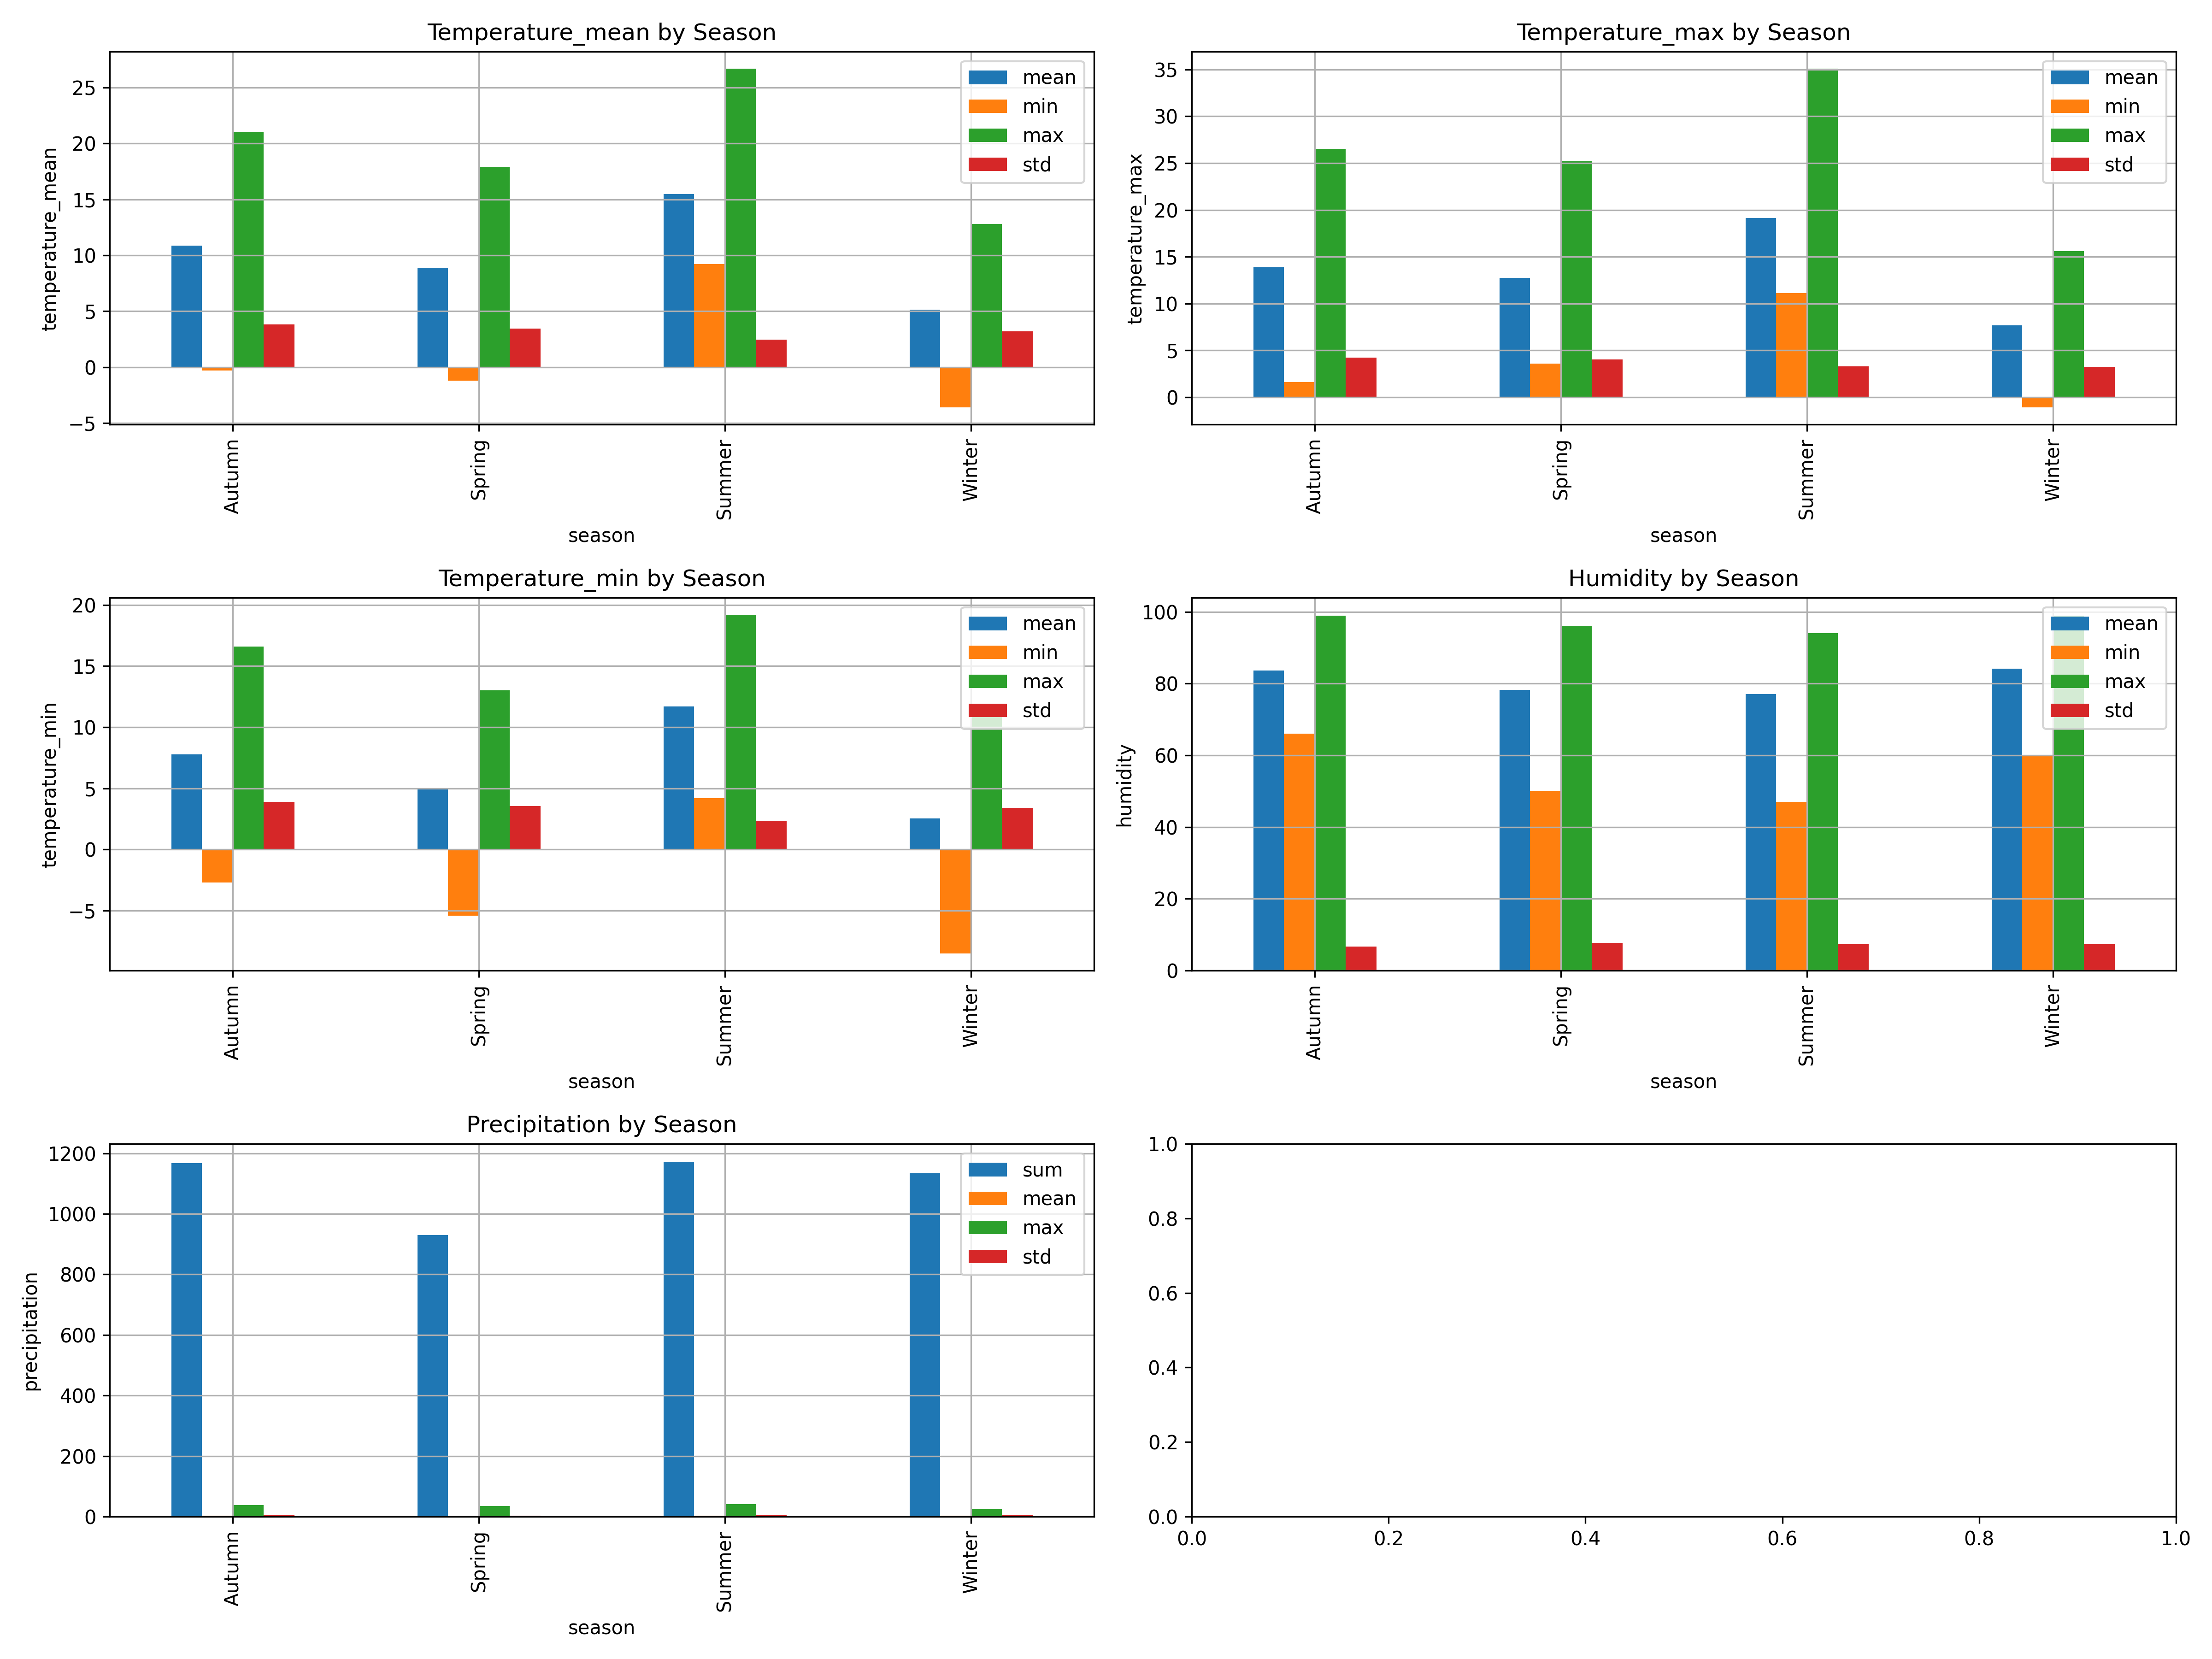 Temperature_mean by Season
temperature_mean
25
20
15
10
5
0
−5
mean
min
max
std
Autumn
Spring
Summer
Winter
season
Temperature_max by Season
temperature_max
35
30
25
20
15
10
5
0
mean
min
max
std
Autumn
Spring
Summer
Winter
season
Temperature_min by Season
temperature_min
20
15
10
5
0
−5
mean
min
max
std
Autumn
Spring
Summer
Winter
season
Humidity by Season
humidity
100
80
60
40
20
0
mean
min
max
std
Autumn
Spring
Summer
Winter
season
Precipitation by Season
precipitation
1200
1000
800
600
400
200
0
sum
mean
max
std
Autumn
Spring
Summer
Winter
season
1.0
0.8
0.6
0.4
0.2
0.0
0.0 0.2 0.4 0.6 0.8 1.0